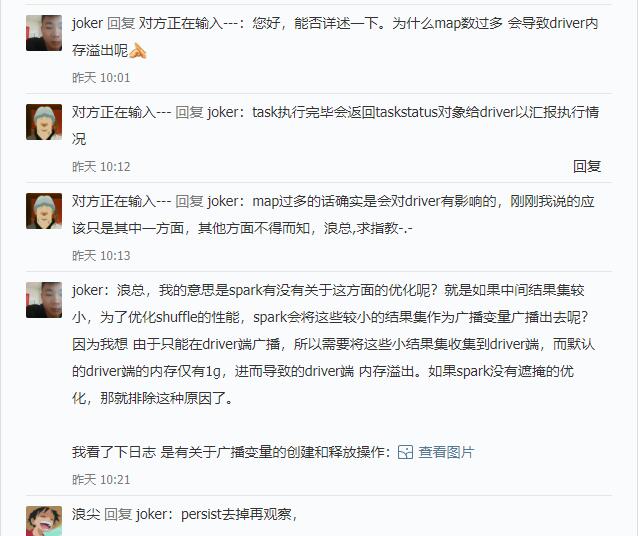 joker 回复 对方正在输入---：您好，能否详述一下。为什么map数过多 会导致driver内
存溢出呢
昨天 10:01
对方正在输入--- 回复 joker：task执行完毕会返回taskstatus对象给driver以汇报执行情
况
昨天 10:12 回复
对方正在输入--- 回复 joker：map过多的话确实是会对driver有影响的，刚刚我说的应
该只是其中一方面，其他方面不得而知，浪总,求指教-.-
昨天 10:13
joker：浪总，我的意思是spark有没有关于这方面的优化呢？就是如果中间结果集较
小，为了优化shuffle的性能，spark会将这些较小的结果集作为广播变量广播出去呢？
因为我想 由于只能在driver端广播，所以需要将这些小结果集收集到driver端，而默认
的driver端的内存仅有1g，进而导致的driver端 内存溢出。如果spark没有遮掩的优
化，那就排除这种原因了。
我看了下日志 是有关于广播变量的创建和释放操作： 查看图片
昨天 10:21
浪尖 回复 joker：persist去掉再观察，